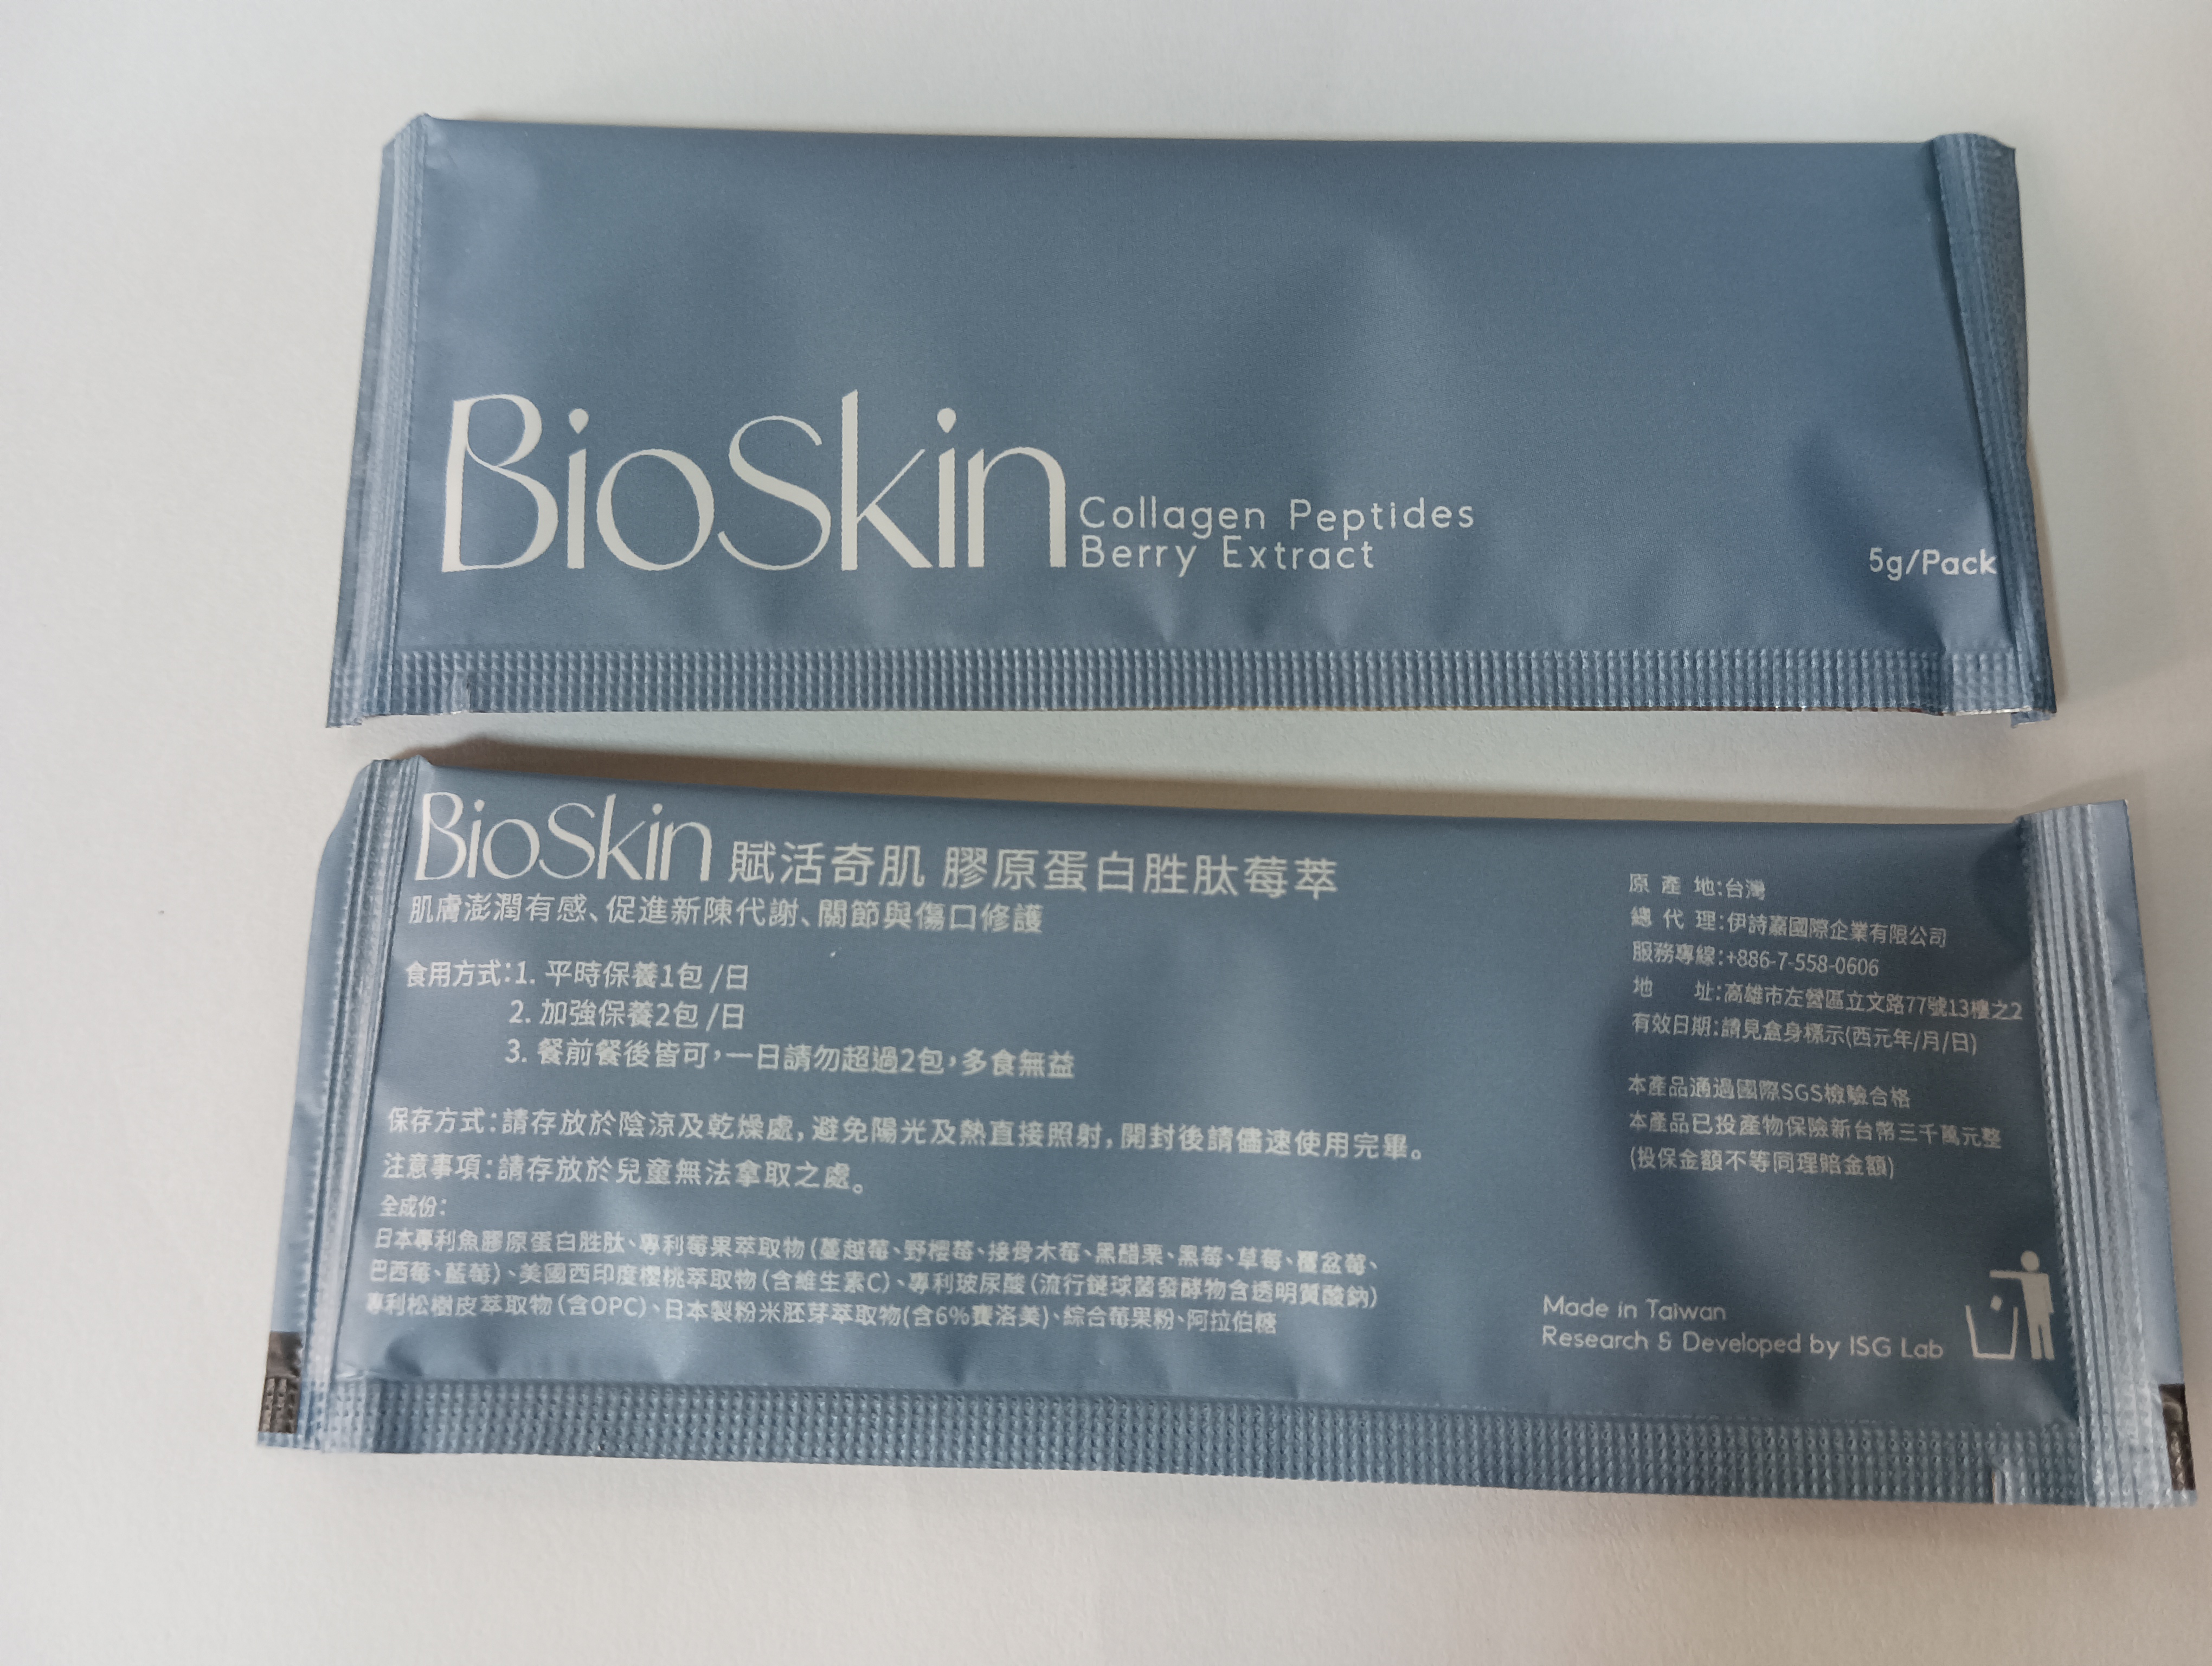 BioSkin
Collagen Peptides
Berry Extract
5g/Pack
BioSkin 賦活奇肌 膠原蛋白胜肽莓萃
肌膚澎潤有感、促進新陳代謝、關節與傷口修護
食用方式:1. 平時保養1包 /日
2. 加強保養2包 /日
3. 餐前餐後皆可，一日請勿超過2包，多食無益
保存方式:請存放於陰涼及乾燥處,避免陽光及熱直接照射,開封後請儘速使用完畢。
注意事項:請存放於兒童無法拿取之處。
全成份:
日本專利魚膠原蛋白胜肽、專利莓果萃取物(蔓越莓、野櫻莓、接骨木莓、黑醋栗、黑莓、草莓、覆盆莓、
巴西莓、藍莓)、美國西印度櫻桃萃取物(含維生素C)、專利玻尿酸(流行鏈球菌發酵物含透明質酸鈉)
專利松樹皮萃取物(含OPC)、日本製粉米胚芽萃取物(含6%賽洛美)、綜合莓果粉、阿拉伯糖
原 產 地:台灣
總 代 理:伊詩嘉國際企業有限公司
服務專線:+886-7-558-0606
地 址:高雄市左營區立文路77號13樓之2
有效日期:請見盒身標示(西元年/月/日)
本產品通過國際SGS檢驗合格
本產品已投產物保險新台幣三千萬元整
(投保金額不等同理賠金額)
Made in Taiwan
Research & Developed by ISG Lab